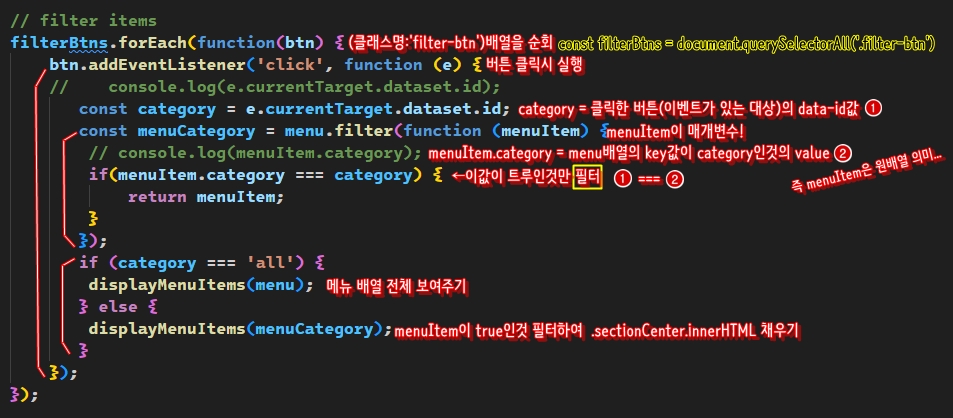 // filter items
filterBtns.forEach(function(btn) { (클래스명:'filter-btn')배열을 순회 const filterBtns = document.querySelectorAll('.filter-btn')
btn.addEventListener('click', function (e) { 버튼 클릭시 실행
// console.log(e.currentTarget.dataset.id);
const category = e.currentTarget.dataset.id; category = 클릭한 버튼(이벤트가 있는 대상)의 data-id값 ①
const menuCategory = menu.filter(function (menuItem) { menuItem이 매개변수!
// console.log(menuItem.category); menuItem.category = menu배열의 key값이 category인것의 value ②
if(menuItem.category === category) { ←이값이 트루인것만 필터 ① === ② 즉 menuItem은 원배열 의미...
return menuItem;
}
});
if (category === 'all') {
displayMenuItems(menu); 메뉴 배열 전체 보여주기
} else {
displayMenuItems(menuCategory); menuItem이 true인것 필터하여 .sectionCenter.innerHTML 채우기
}
});
});